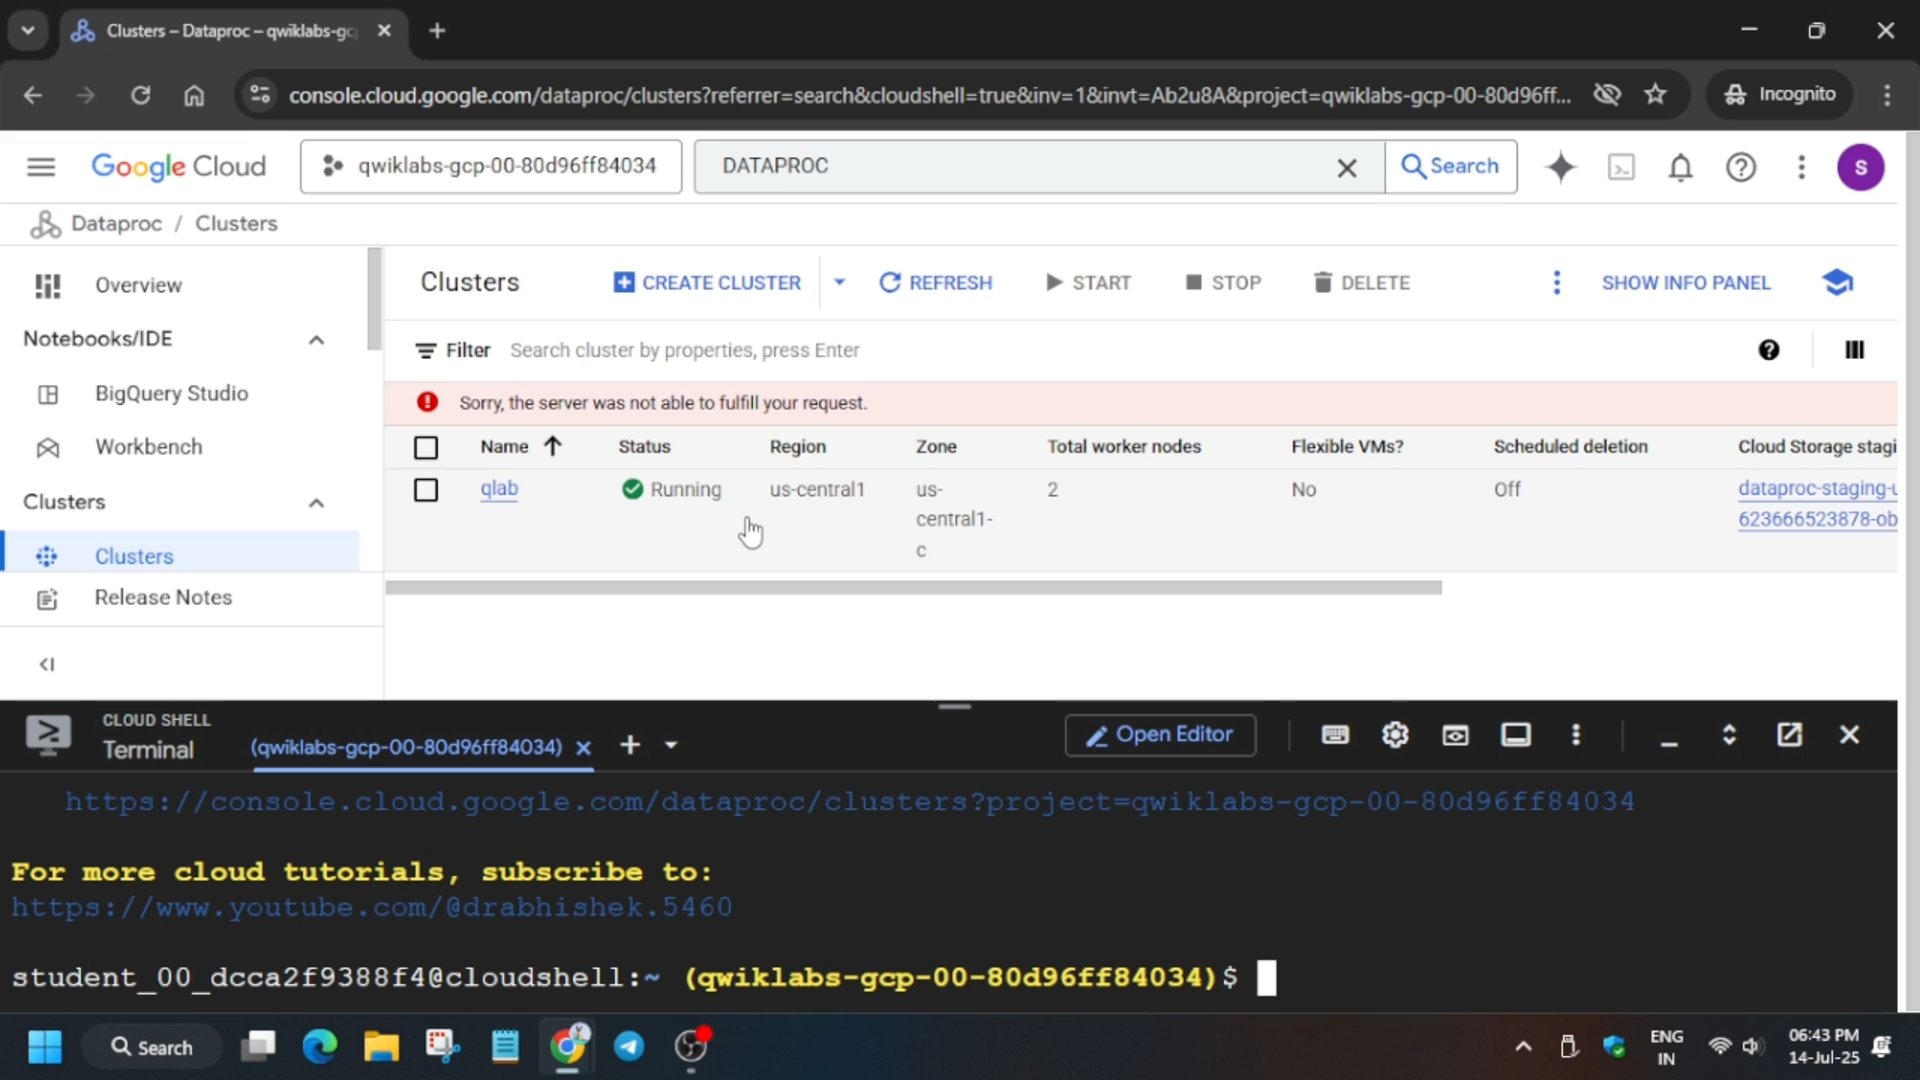 Clusters – Dataproc – qwiklabs-gc
console.cloud.google.com/dataproc/clusters?referrer=search&cloudshell=true&inv=1&invt=Ab2u8A&project=qwiklabs-gcp-00-80d96ff...
Incognito
Google Cloud
qwiklabs-gcp-00-80d96ff84034
DATAPROC
Search
S
Dataproc / Clusters
Overview
Notebooks/IDE
BigQuery Studio
Workbench
Clusters
Clusters
Release Notes
Clusters
CREATE CLUSTER
REFRESH
START
STOP
DELETE
SHOW INFO PANEL
Filter Search cluster by properties, press Enter
Sorry, the server was not able to fulfill your request.
Name Status Region Zone Total worker nodes Flexible VMs? Scheduled deletion Cloud Storage stagi
qlab Running us-central1 us- 2 No Off dataproc-staging-u
central1- 623666523878-ob
c
CLOUD SHELL
Terminal
(qwiklabs-gcp-00-80d96ff84034)
Open Editor
https://console.cloud.google.com/dataproc/clusters?project=qwiklabs-gcp-00-80d96ff84034
For more cloud tutorials, subscribe to:
https://www.youtube.com/@drabhishek.5460
student_00_dcca2f9388f4@cloudshell:~ (qwiklabs-gcp-00-80d96ff84034)$
Search
ENG
IN
06:43 PM
14-Jul-25